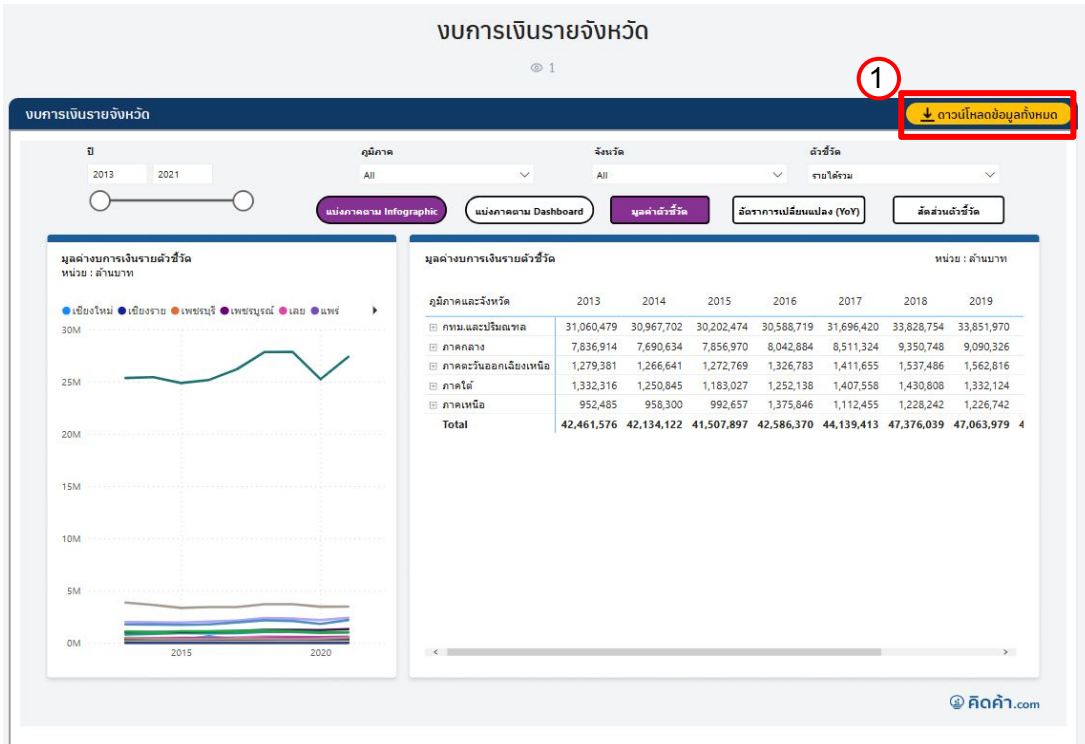 งบการเงินรายจังหวัด
1
1
งบการเงินรายจังหวัด
ดาวน์โหลดข้อมูลทั้งหมด
ปี ภูมิภาค จังหวัด ตัวชี้วัด
2013 2021 All All รายได้รวม
แบ่งภาคตาม Infographic แบ่งภาคตาม Dashboard มูลค่าตัวชี้วัด อัตราการเปลี่ยนแปลง (YoY) สัดส่วนตัวชี้วัด
มูลค่างบการเงินรายตัวชี้วัด
หน่วย : ล้านบาท
เชียงใหม่ เชียงราย เพชรบุรี เพชรบูรณ์ เลย แพร่
30M
25M
20M
15M
10M
5M
0M
2015 2020
มูลค่างบการเงินรายตัวชี้วัด หน่วย : ล้านบาท
ภูมิภาคและจังหวัด 2013 2014 2015 2016 2017 2018 2019
กทม.และปริมณฑล 31,060,479 30,967,702 30,202,474 30,588,719 31,696,420 33,828,754 33,851,970
ภาคกลาง 7,836,914 7,690,634 7,856,970 8,042,884 8,511,324 9,350,748 9,090,326
ภาคตะวันออกเฉียงเหนือ 1,279,381 1,266,641 1,272,769 1,326,783 1,411,655 1,537,486 1,562,816
ภาคใต้ 1,332,316 1,250,845 1,183,027 1,252,138 1,407,558 1,430,808 1,332,124
ภาคเหนือ 952,485 958,300 992,657 1,375,846 1,112,455 1,228,242 1,226,742
Total 42,461,576 42,134,122 41,507,897 42,586,370 44,139,413 47,376,039 47,063,979 4
คิดค้า.com